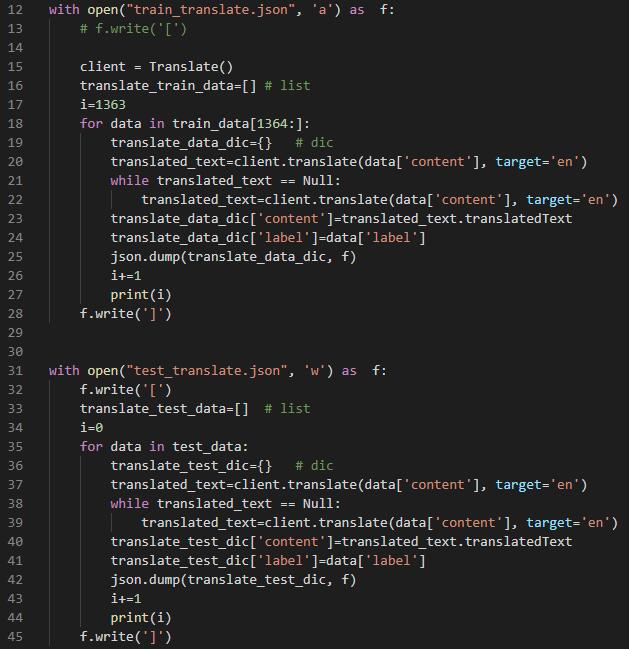 12 with open("train_translate.json", 'a') as  f:
13     # f.write('[')
14
15     client = Translate()
16     translate_train_data=[] # list
17     i=1363
18     for data in train_data[1364:]:
19         translate_data_dic={}   # dic
20         translated_text=client.translate(data['content'], target='en')
21         while translated_text == Null:
22             translated_text=client.translate(data['content'], target='en')
23         translate_data_dic['content']=translated_text.translatedText
24         translate_data_dic['label']=data['label']
25         json.dump(translate_data_dic, f)
26         i+=1
27         print(i)
28     f.write(']')
29
30
31 with open("test_translate.json", 'w') as  f:
32     f.write('[')
33     translate_test_data=[]  # list
34     i=0
35     for data in test_data:
36         translate_test_dic={}   # dic
37         translated_text=client.translate(data['content'], target='en')
38         while translated_text == Null:
39             translated_text=client.translate(data['content'], target='en')
40         translate_test_dic['content']=translated_text.translatedText
41         translate_test_dic['label']=data['label']
42         json.dump(translate_test_dic, f)
43         i+=1
44         print(i)
45     f.write(']')